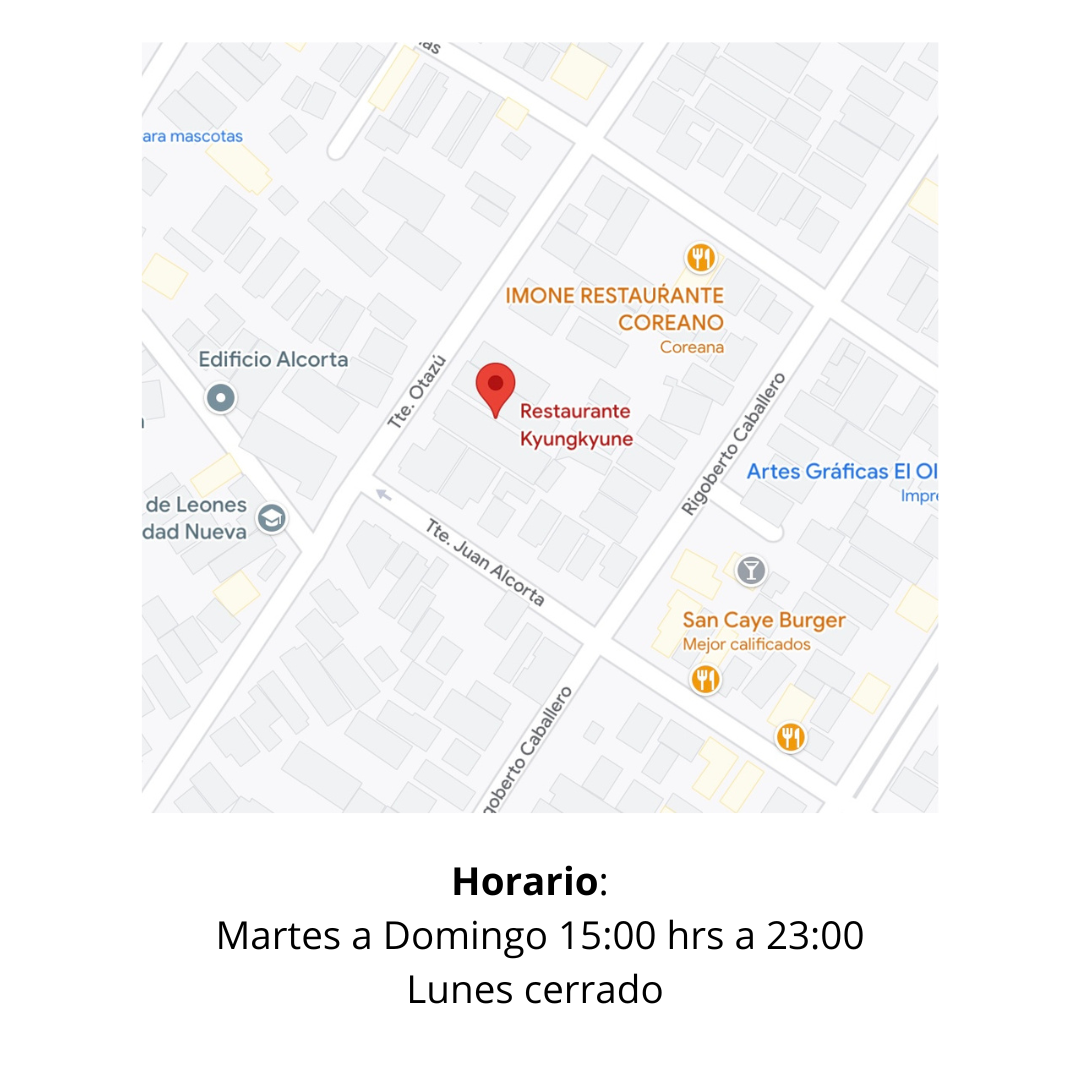 ara mascotas
IMONE RESTAURANTE
COREANO
Coreana
Edificio Alcorta
Tte. Otazú
Restaurante
Kyungkyune
Rigoberto Caballero
Artes Gráficas El Ol
Impre
de Leones
dad Nueva
Tte. Juan Alcorta
San Caye Burger
Mejor calificados
goberto Caballero
Horario:
Martes a Domingo 15:00 hrs a 23:00
Lunes cerrado